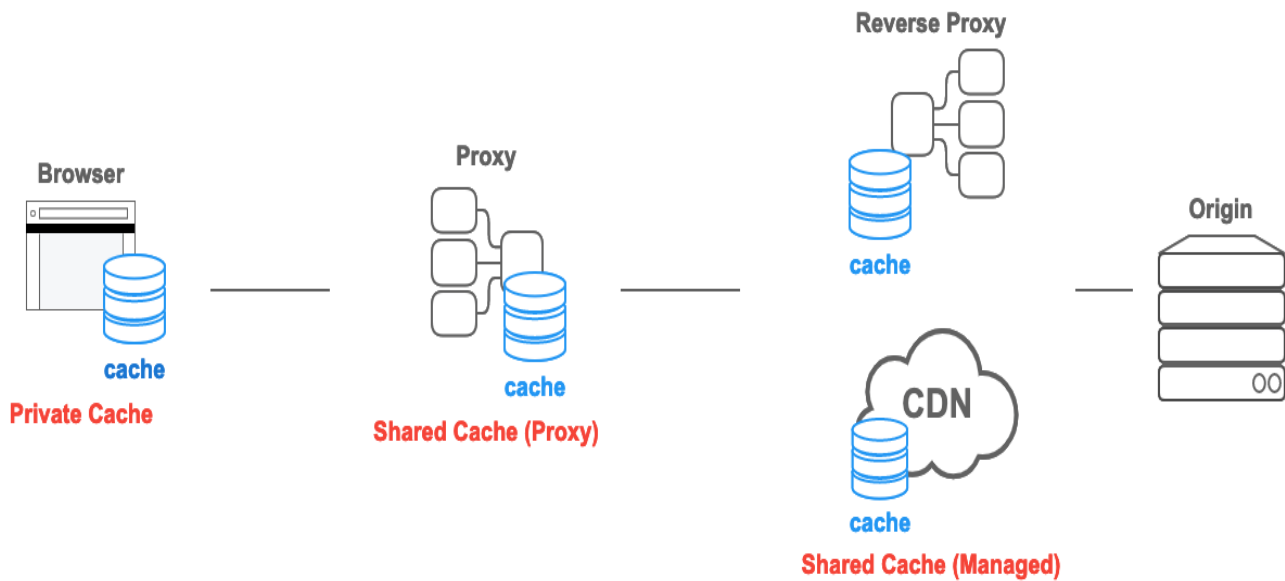 Browser
cache
Private Cache
Proxy
cache
Shared Cache (Proxy)
Reverse Proxy
cache
CDN
cache
Shared Cache (Managed)
Origin